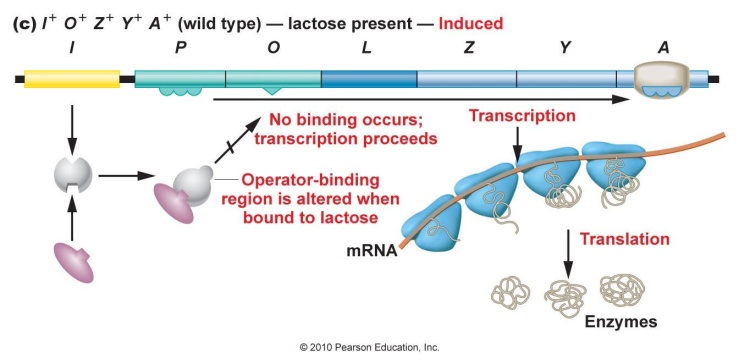 (c) I⁺ O⁺ Z⁺ Y⁺ A⁺ (wild type) — lactose present — Induced
I P O L Z Y A
No binding occurs;
transcription proceeds
Transcription
Operator-binding
region is altered when
bound to lactose
mRNA
Translation
Enzymes
© 2010 Pearson Education, Inc.